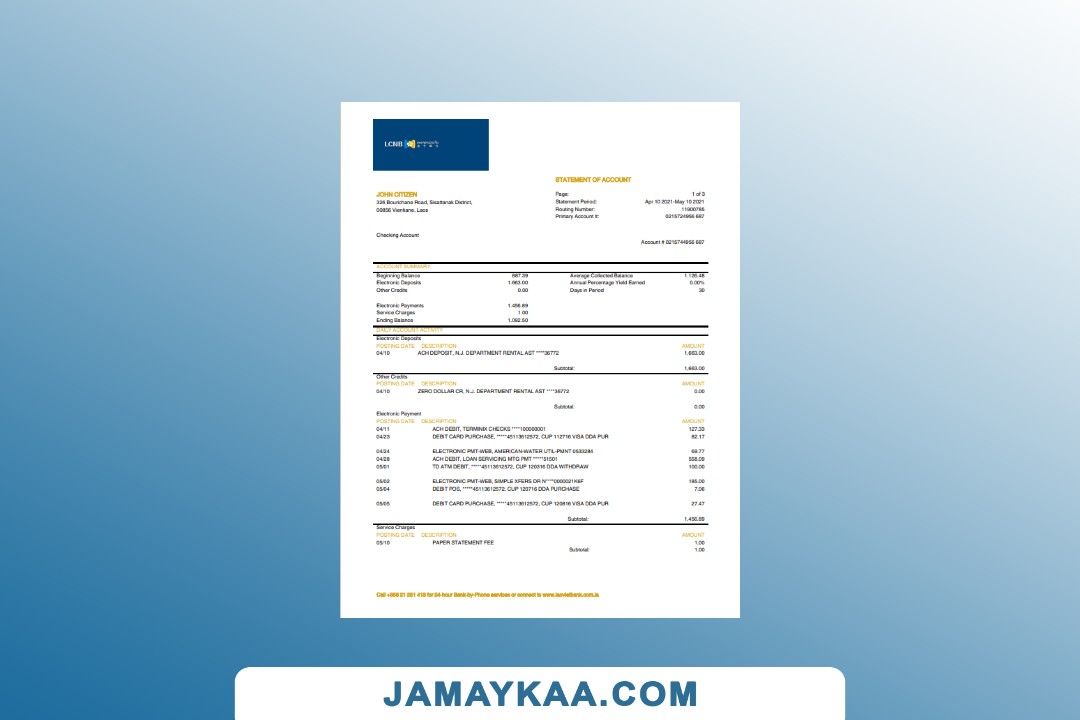 LCNB
STATEMENT OF ACCOUNT
JOHN CITIZEN
326 Bourichane Road, Sisattanak District,
00856 Vientiane, Laos
Page: 1 of 3
Statement Period: Apr 10 2021-May 10 2021
Routing Number: 11900785
Primary Account #: 0215724956 687
Checking Account
Account # 0215744956 687
ACCOUNT SUMMARY
Beginning Balance 887.39 Average Collected Balance 1,126.48
Electronic Deposits 1,663.00 Annual Percentage Yield Earned 0.00%
Other Credits 0.00 Days in Period 30
Electronic Payments 1,456.89
Service Charges 1.00
Ending Balance 1,092.50
DAILY ACCOUNT ACTIVITY
Electronic Deposits
POSTING DATE DESCRIPTION AMOUNT
04/10 ACH DEPOSIT, N.J. DEPARTMENT RENTAL AST ****36772 1,663.00
Subtotal: 1,663.00
Other Credits
POSTING DATE DESCRIPTION AMOUNT
04/10 ZERO DOLLAR CR, N.J. DEPARTMENT RENTAL AST ****36772 0.00
Subtotal: 0.00
Electronic Payment
POSTING DATE DESCRIPTION AMOUNT
04/11 ACH DEBIT, TERMINIX CHECKS ****100000001 127.33
04/23 DEBIT CARD PURCHASE, *****45113612572, CUP 112716 VISA DDA PUR 82.17
04/24 ELECTRONIC PMT-WEB, AMERICAN-WATER UTIL-PMNT 0533284 69.77
04/28 ACH DEBIT, LOAN SERVICING MTG PMT *****51501 558.09
05/01 TD ATM DEBIT, *****45113612572, CUP 120316 DDA WITHDRAW 100.00
05/02 ELECTRONIC PMT-WEB, SIMPLE XFERS DR N****0000021K6F 185.00
05/04 DEBIT POS, *****45113612572, CUP 120716 DDA PURCHASE 7.06
05/05 DEBIT CARD PURCHASE, *****45113612572, CUP 120816 VISA DDA PUR 27.47
Subtotal: 1,456.89
Service Charges
POSTING DATE DESCRIPTION AMOUNT
05/10 PAPER STATEMENT FEE 1.00
Subtotal: 1.00
Call +856 21 251 418 for 24-hour Bank-by-Phone services or connect to www.laovietbank.com.la
JAMAYKAA.COM